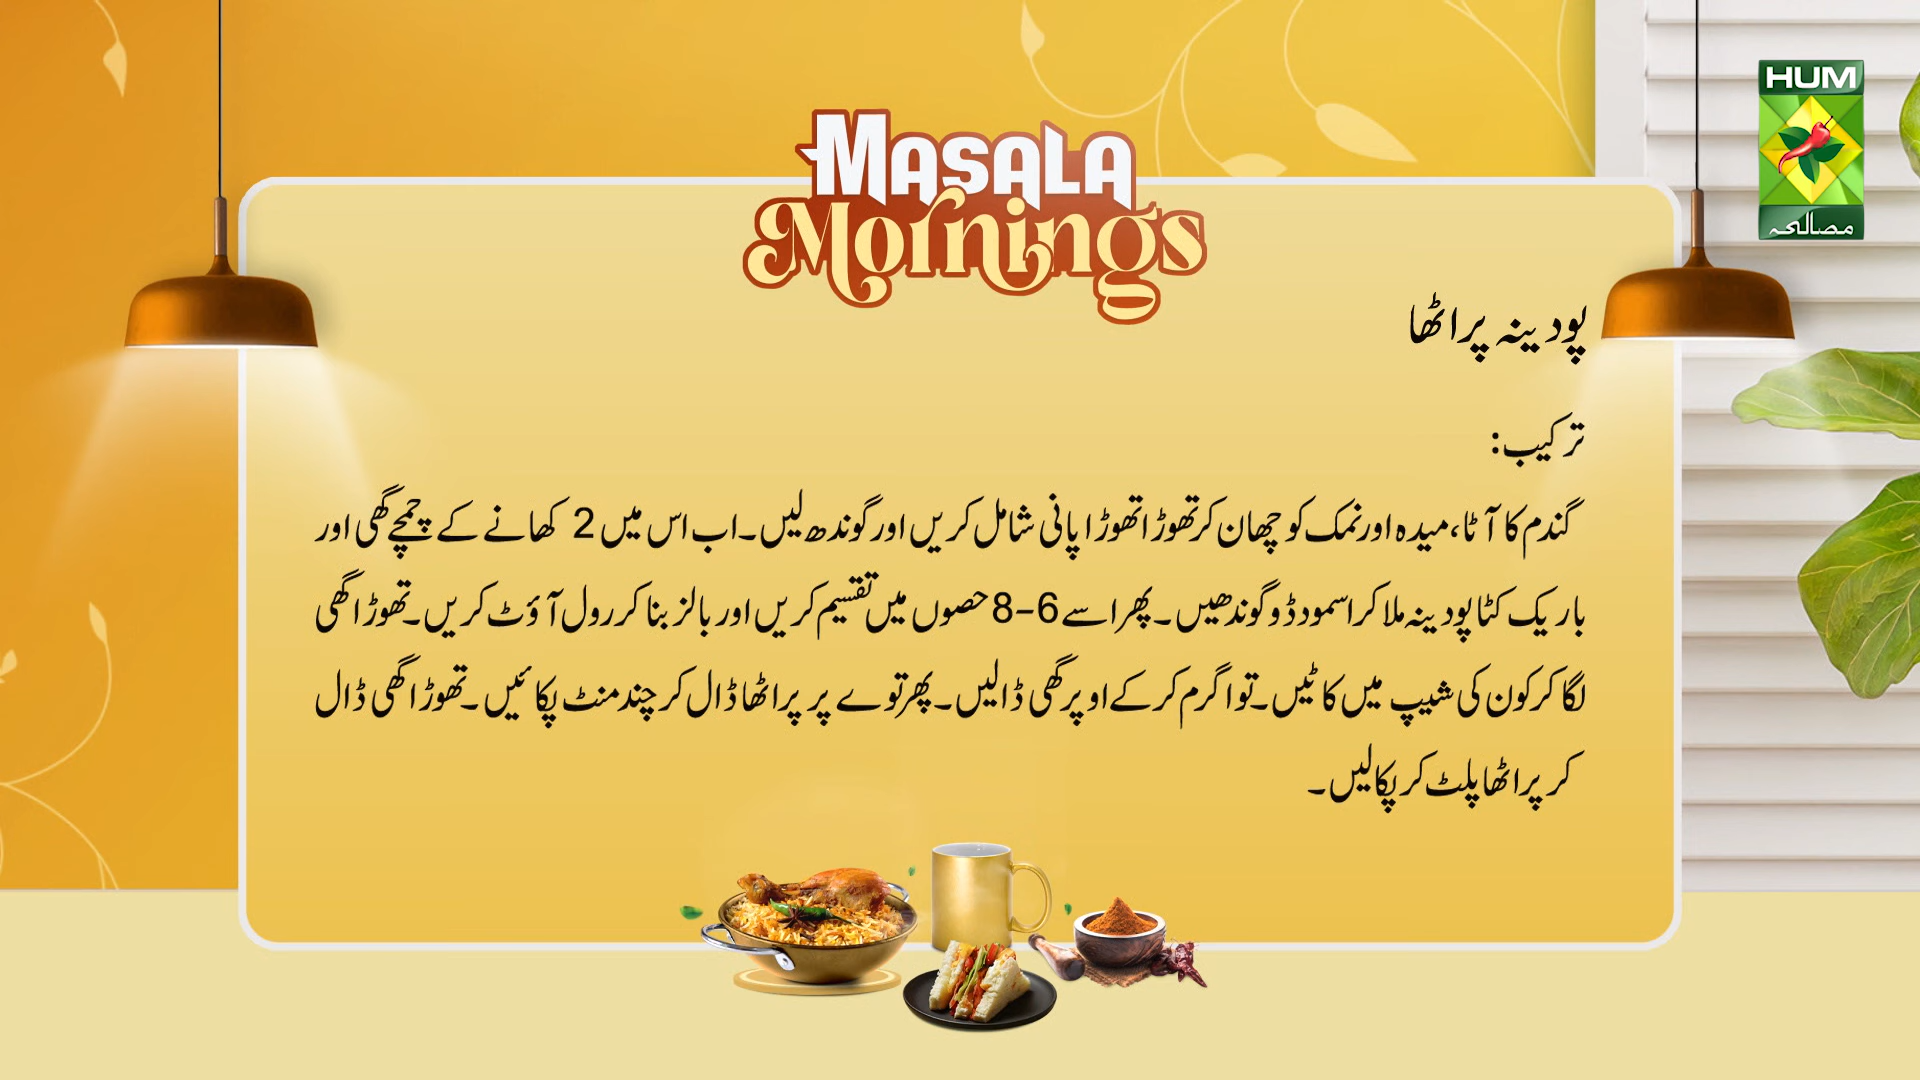 HUM
مصالحہ
MASALA
Mornings
پودینہ پراٹھا
ترکیب:
گندم کا آٹا، میدہ اور نمک کو چھان کر تھوڑا تھوڑا پانی شامل کریں اور گوندھ لیں۔ اب اس میں 2 کھانے کے چمچے گھی اور
باریک کٹا پودینہ ملا کر اسموڈ ڈو گوندھیں۔ پھر اسے 6-8 حصوں میں تقسیم کریں اور بالز بنا کر رول آؤٹ کریں۔ تھوڑا گھی
لگا کر کون کی شیپ میں کاٹیں۔ توا گرم کر کے اوپر گھی ڈالیں۔ پھر توے پر پراٹھا ڈال کر چند منٹ پکائیں۔ تھوڑا گھی ڈال
کر پراٹھا پلٹ کر پکا لیں۔